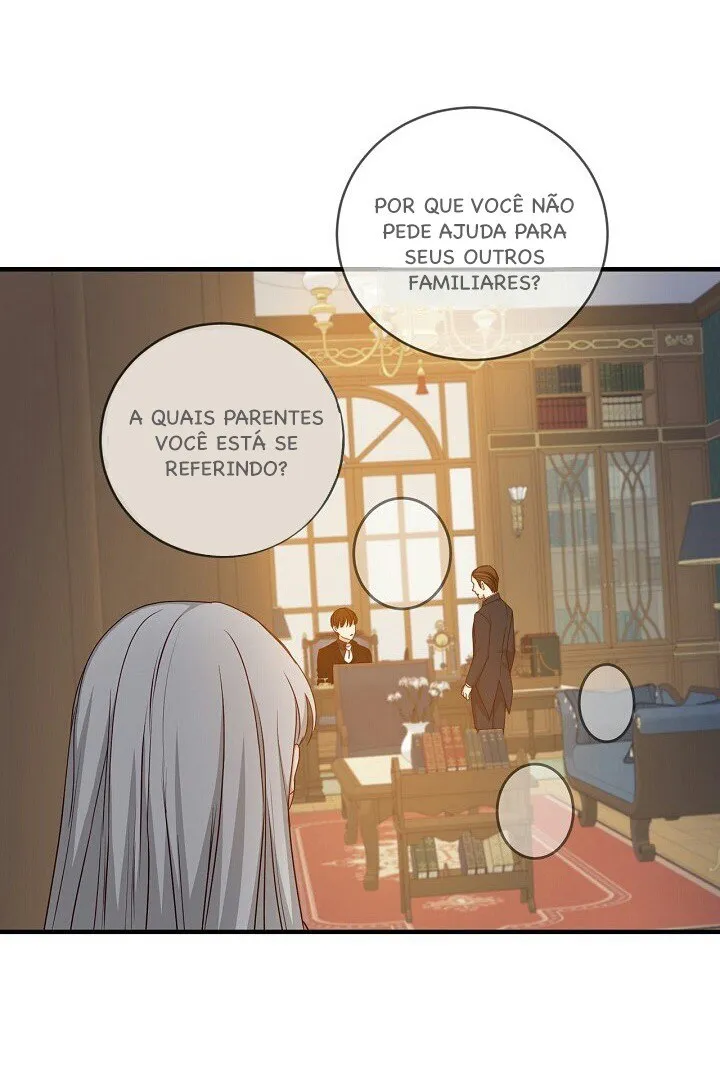 POR QUE VOCÊ NÃO
PEDE AJUDA PARA
SEUS OUTROS
FAMILIARES?
A QUAIS PARENTES
VOCÊ ESTÁ SE
REFERINDO?